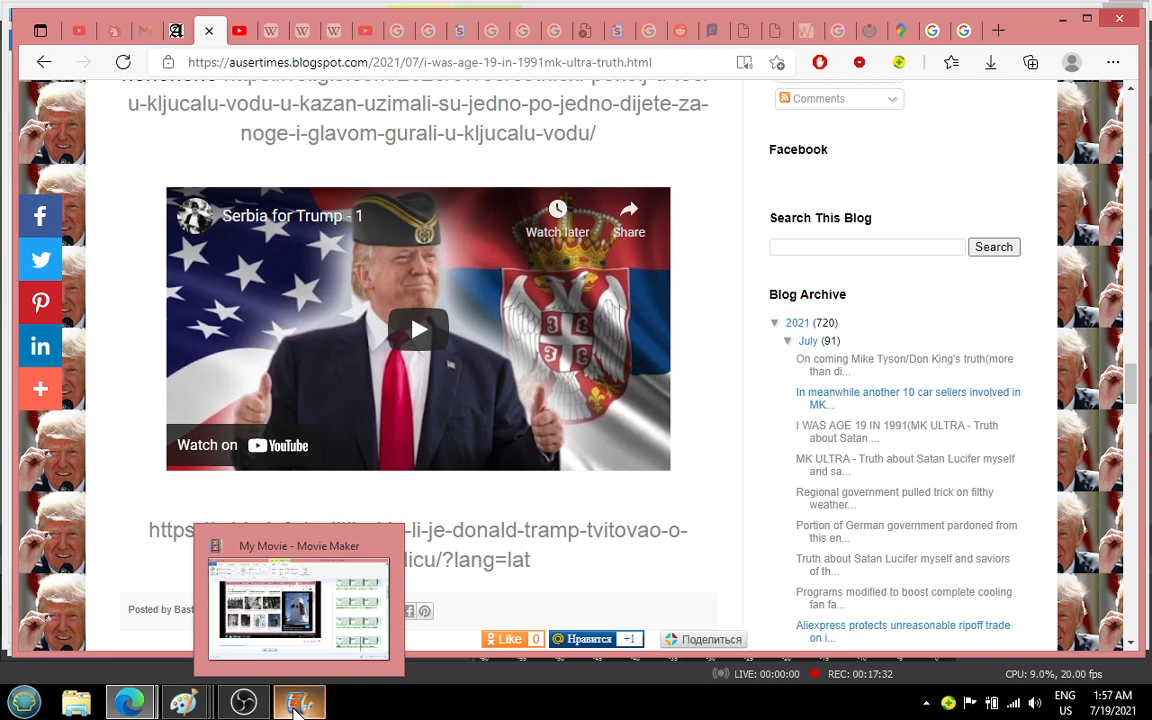 https://ausertimes.blogspot.com/2021/07/i-was-age-19-in-1991mk-ultra-truth.html
u-kljucalu-vodu-u-kazan-uzimali-su-jedno-po-jedno-dijete-za-
noge-i-glavom-gurali-u-kljucalu-vodu/
Serbia for Trump - 1
Watch later
Share
Watch on YouTube
https
-li-je-donald-tramp-tvitovao-o-
licu/?lang=lat
Posted by Bast
Like 0
Нравится +1
Поделиться
Comments
Facebook
Search This Blog
Search
Blog Archive
▼ 2021 (720)
▼ July (91)
On coming Mike Tyson/Don King's truth(more
than di...
In meanwhile another 10 car sellers involved in
MK...
I WAS AGE 19 IN 1991(MK ULTRA - Truth
about Satan ...
MK ULTRA - Truth about Satan Lucifer myself
and sa...
Regional government pulled trick on filthy
weather...
Portion of German government pardoned from
this en...
Truth about Satan Lucifer myself and saviors
of th...
Programs modified to boost complete cooling
fan fa...
Aliexpress protects unreasonable ripoff trade
on i...
My Movie - Movie Maker
LIVE: 00:00:00
REC: 00:17:32
CPU: 9.0%, 20.00 fps
ENG
US
1:57 AM
7/19/2021